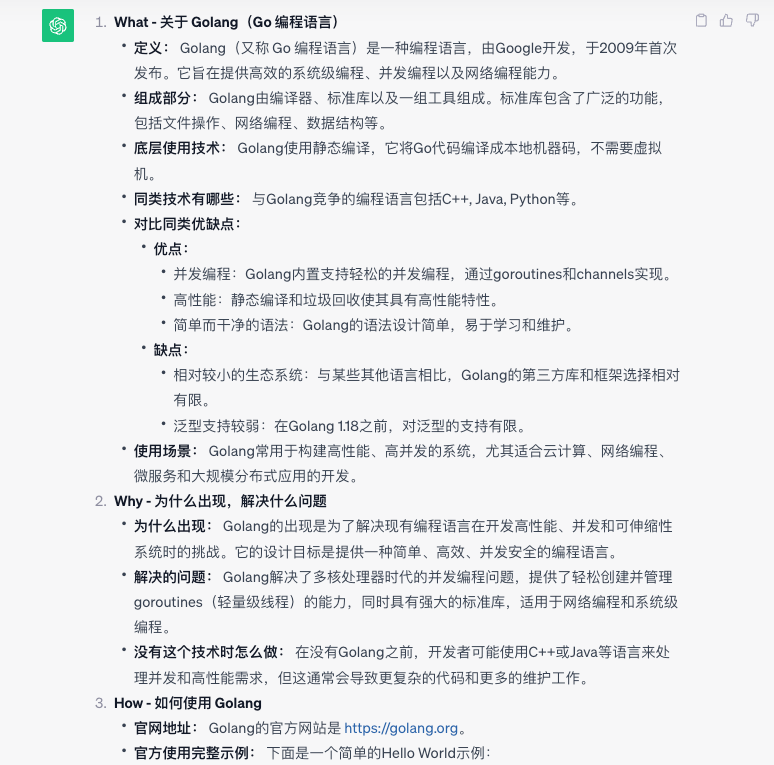 1. What - 关于 Golang（Go 编程语言）
• 定义： Golang（又称 Go 编程语言）是一种编程语言，由Google开发，于2009年首次
发布。它旨在提供高效的系统级编程、并发编程以及网络编程能力。
• 组成部分： Golang由编译器、标准库以及一组工具组成。标准库包含了广泛的功能，
包括文件操作、网络编程、数据结构等。
• 底层使用技术： Golang使用静态编译，它将Go代码编译成本地机器码，不需要虚拟
机。
• 同类技术有哪些： 与Golang竞争的编程语言包括C++, Java, Python等。
• 对比同类优缺点：
• 优点：
• 并发编程：Golang内置支持轻松的并发编程，通过goroutines和channels实现。
• 高性能：静态编译和垃圾回收使其具有高性能特性。
• 简单而干净的语法：Golang的语法设计简单，易于学习和维护。
• 缺点：
• 相对较小的生态系统：与某些其他语言相比，Golang的第三方库和框架选择相对
有限。
• 泛型支持较弱：在Golang 1.18之前，对泛型的支持有限。
• 使用场景： Golang常用于构建高性能、高并发的系统，尤其适合云计算、网络编程、
微服务和大规模分布式应用的开发。
2. Why - 为什么出现，解决什么问题
• 为什么出现： Golang的出现是为了解决现有编程语言在开发高性能、并发和可伸缩性
系统时的挑战。它的设计目标是提供一种简单、高效、并发安全的编程语言。
• 解决的问题： Golang解决了多核处理器时代的并发编程问题，提供了轻松创建并管理
goroutines（轻量级线程）的能力，同时具有强大的标准库，适用于网络编程和系统级
编程。
• 没有这个技术时怎么做： 在没有Golang之前，开发者可能使用C++或Java等语言来处
理并发和高性能需求，但这通常会导致更复杂的代码和更多的维护工作。
3. How - 如何使用 Golang
• 官网地址： Golang的官方网站是 https://golang.org。
• 官方使用完整示例： 下面是一个简单的Hello World示例：